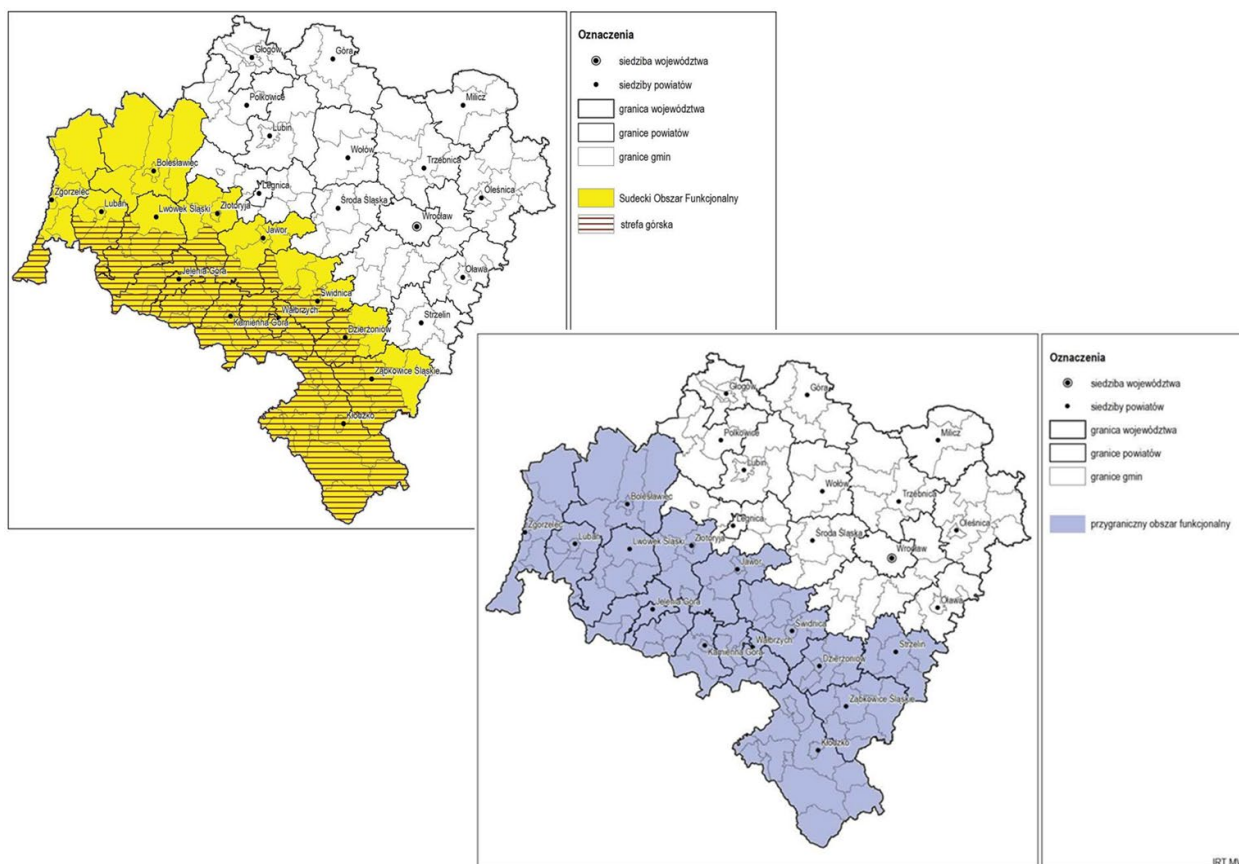 Głogów
Góra
Milicz
Polkowice
Lubin
Wołów
Trzebnica
Oleśnica
Bolesławiec
Legnica
Zgorzelec
Lubań
Lwówek Śląski
Złotoryja
Środa Śląska
Wrocław
Jawor
Jelenia Góra
Oława
Świdnica
Strzelin
Kamienna Góra
Wałbrzych
Dzierżoniów
Ząbkowice Śląskie
Kłodzko
Oznaczenia
siedziba województwa
siedziby powiatów
granica województwa
granice powiatów
granice gmin
Sudecki Obszar Funkcjonalny
strefa górska
Głogów
Góra
Milicz
Polkowice
Lubin
Wołów
Trzebnica
Oleśnica
Bolesławiec
Legnica
Zgorzelec
Lubań
Lwówek Śląski
Złotoryja
Środa Śląska
Wrocław
Jawor
Jelenia Góra
Oława
Świdnica
Strzelin
Kamienna Góra
Wałbrzych
Dzierżoniów
Ząbkowice Śląskie
Kłodzko
Oznaczenia
siedziba województwa
siedziby powiatów
granica województwa
granice powiatów
granice gmin
przygraniczny obszar funkcjonalny